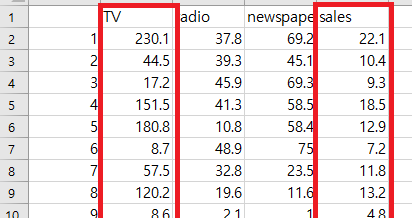 1 TV adio newspape sales
2 1 230.1 37.8 69.2 22.1
3 2 44.5 39.3 45.1 10.4
4 3 17.2 45.9 69.3 9.3
5 4 151.5 41.3 58.5 18.5
6 5 180.8 10.8 58.4 12.9
7 6 8.7 48.9 75 7.2
8 7 57.5 32.8 23.5 11.8
9 8 120.2 19.6 11.6 13.2
10 9 8.6 2.1 1 4.8